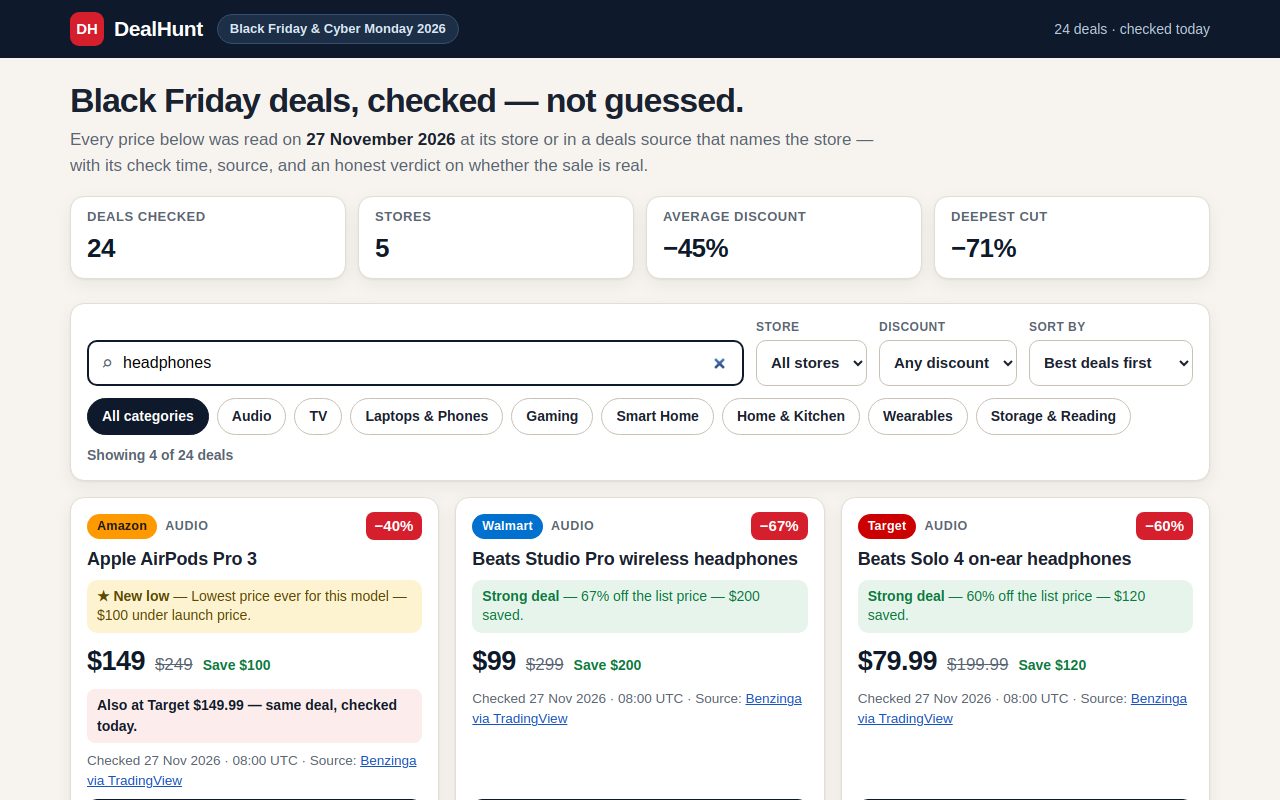 DH DealHunt Black Friday & Cyber Monday 2026 24 deals · checked today
Black Friday deals, checked — not guessed.
Every price below was read on 27 November 2026 at its store or in a deals source that names the store —
with its check time, source, and an honest verdict on whether the sale is real.
DEALS CHECKED
24
STORES
5
AVERAGE DISCOUNT
−45%
DEEPEST CUT
−71%
headphones
STORE
All stores
DISCOUNT
Any discount
SORT BY
Best deals first
All categories Audio TV Laptops & Phones Gaming Smart Home Home & Kitchen Wearables Storage & Reading
Showing 4 of 24 deals
Amazon AUDIO −40%
Apple AirPods Pro 3
★ New low — Lowest price ever for this model —
$100 under launch price.
$149 $249 Save $100
Also at Target $149.99 — same deal, checked
today.
Checked 27 Nov 2026 · 08:00 UTC · Source: Benzinga
via TradingView
Walmart AUDIO −67%
Beats Studio Pro wireless headphones
Strong deal — 67% off the list price — $200
saved.
$99 $299 Save $200
Checked 27 Nov 2026 · 08:00 UTC · Source: Benzinga
via TradingView
Target AUDIO −60%
Beats Solo 4 on-ear headphones
Strong deal — 60% off the list price — $120
saved.
$79.99 $199.99 Save $120
Checked 27 Nov 2026 · 08:00 UTC · Source: Benzinga
via TradingView